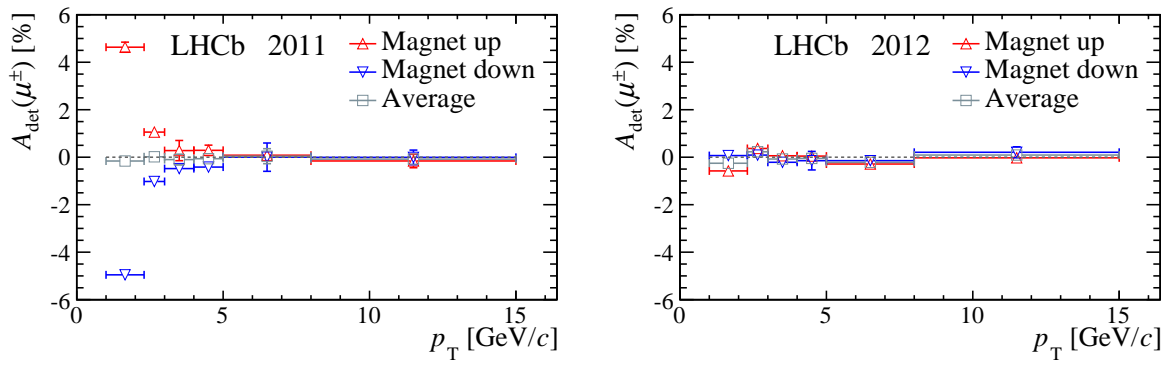 A_det(μ±) [%]
LHCb 2011
Magnet up
Magnet down
Average
6
4
2
0
-2
-4
-6
0 5 10 15
p_T [GeV/c]
A_det(μ±) [%]
LHCb 2012
Magnet up
Magnet down
Average
6
4
2
0
-2
-4
-6
0 5 10 15
p_T [GeV/c]